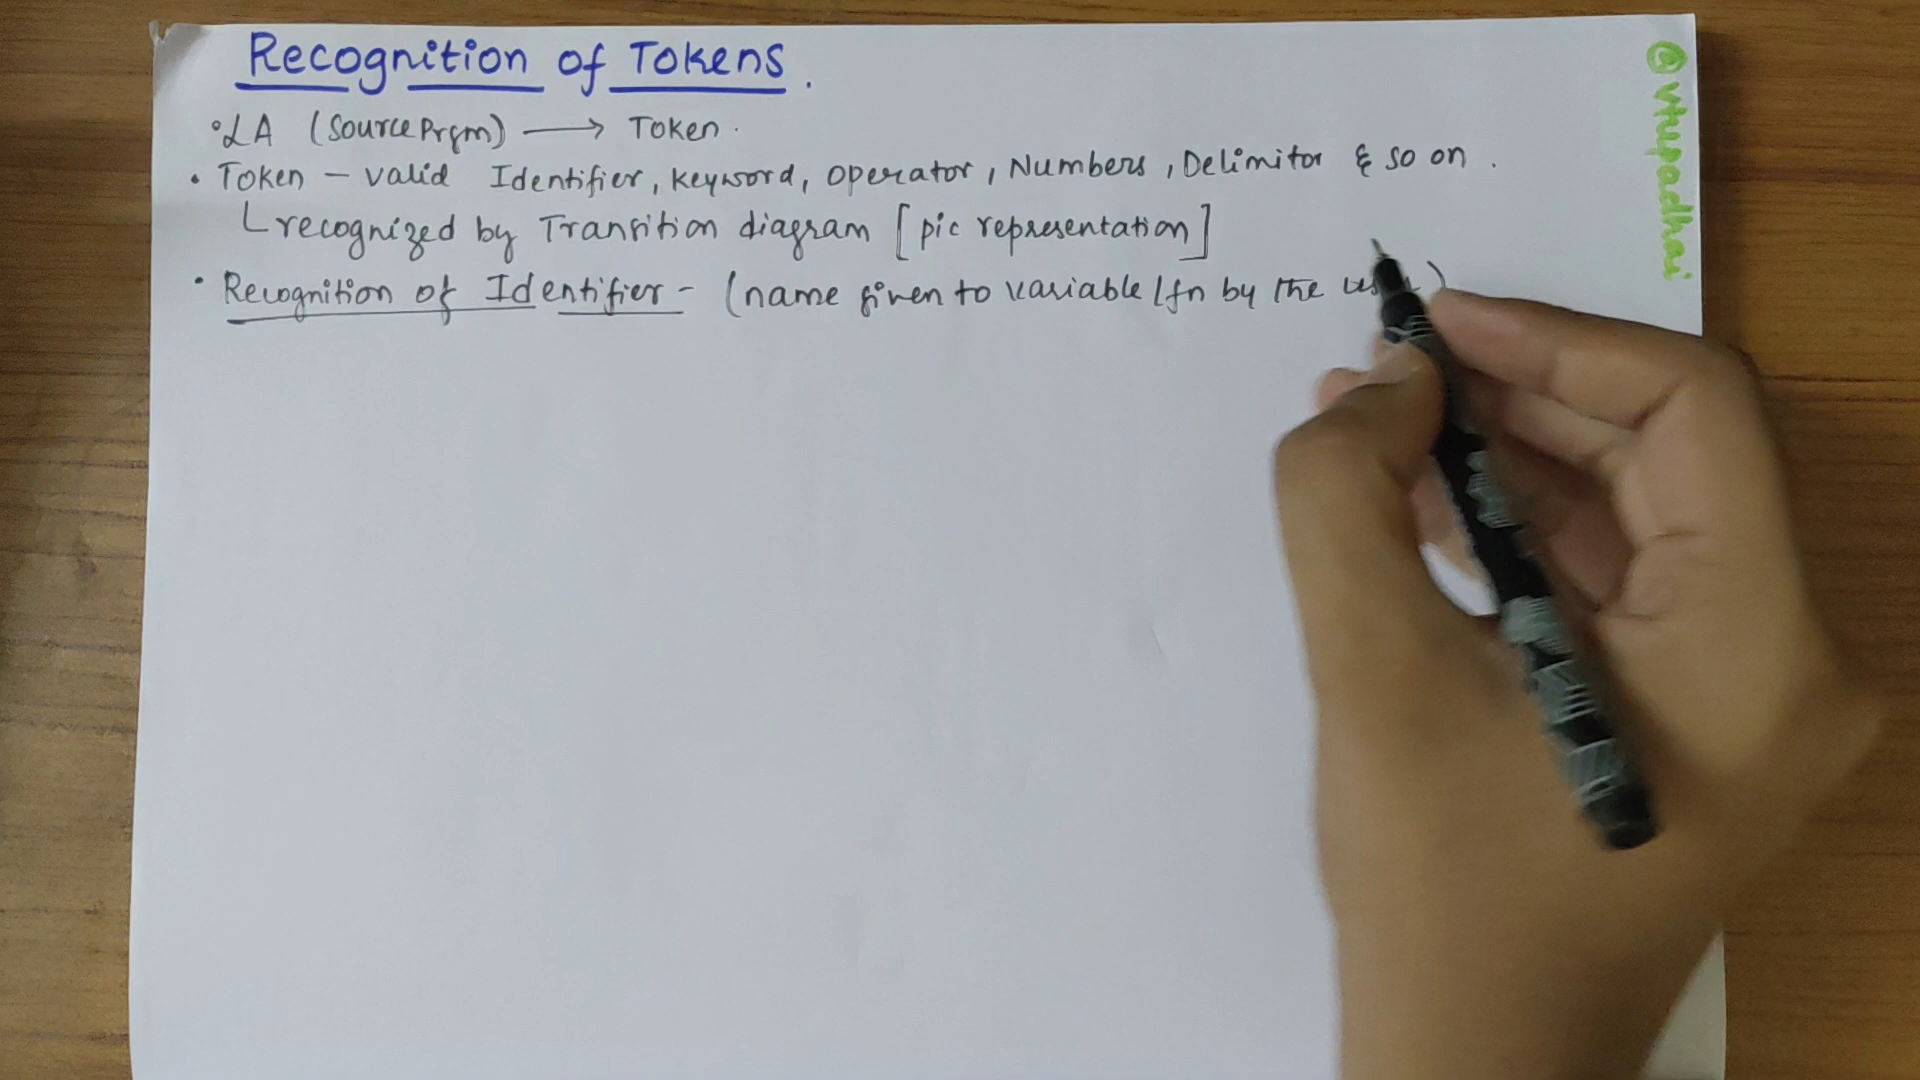 Recognition of Tokens.
• LA (Source Prgm) ⟶ Token.
• Token – valid Identifier, Keyword, Operator, Numbers, Delimitor & so on.
└ recognized by Transition diagram [pic representation]
• Recognition of Identifier - (name given to variable/fn by the )
@vtupadhai